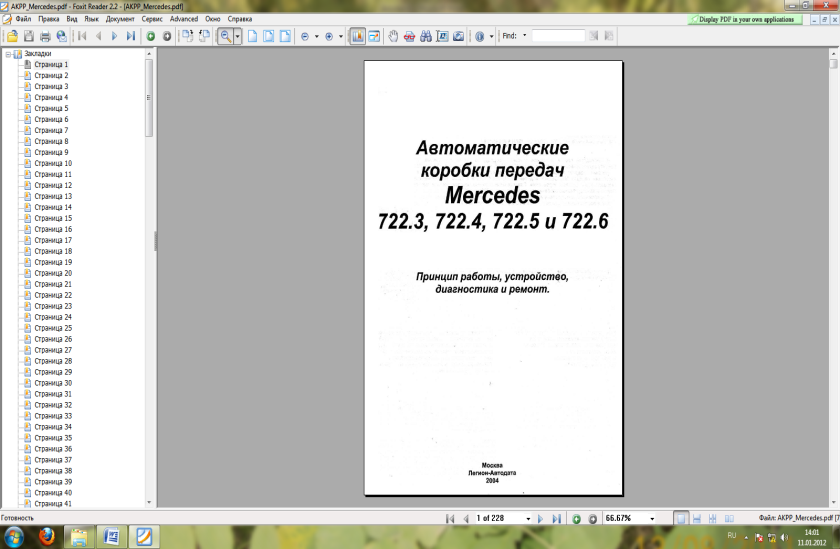 AKPP_Mercedes.pdf - Foxit Reader 2.2 - [AKPP_Mercedes.pdf]
Файл Правка Вид Язык Документ Сервис Advanced Окно Справка
Display PDF in your own applications
Find:
Закладки
Страница 1
Страница 2
Страница 3
Страница 4
Страница 5
Страница 6
Страница 7
Страница 8
Страница 9
Страница 10
Страница 11
Страница 12
Страница 13
Страница 14
Страница 15
Страница 16
Страница 17
Страница 18
Страница 19
Страница 20
Страница 21
Страница 22
Страница 23
Страница 24
Страница 25
Страница 26
Страница 27
Страница 28
Страница 29
Страница 30
Страница 31
Страница 32
Страница 33
Страница 34
Страница 35
Страница 36
Страница 37
Страница 38
Страница 39
Страница 40
Страница 41
Автоматические
коробки передач
Mercedes
722.3, 722.4, 722.5 и 722.6
Принцип работы, устройство,
диагностика и ремонт.
Москва
Легион-Автодата
2004
Готовность
1 of 228
66.67%
Файл: AKPP_Mercedes.pdf [7
RU
14:01
11.01.2012